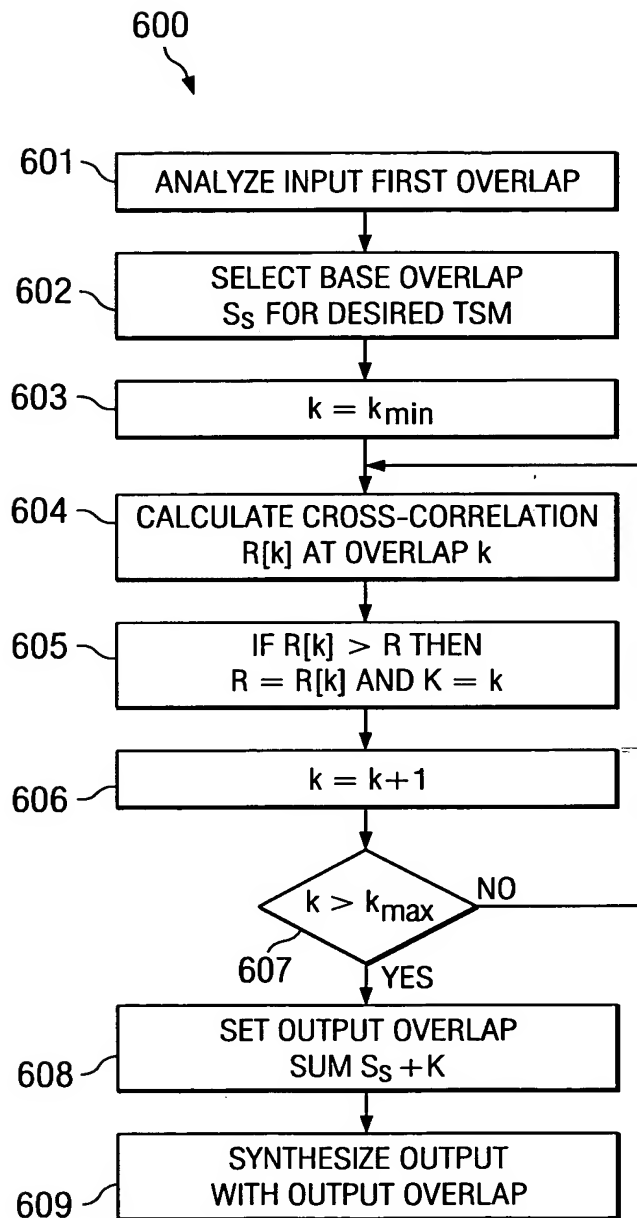 600
601
ANALYZE INPUT FIRST OVERLAP
602
SELECT BASE OVERLAP
SS FOR DESIRED TSM
603
k = kmin
604
CALCULATE CROSS-CORRELATION
R[k] AT OVERLAP k
605
IF R[k] > R THEN
R = R[k] AND K = k
606
k = k+1
k > kmax
NO
607
YES
608
SET OUTPUT OVERLAP
SUM SS + K
609
SYNTHESIZE OUTPUT
WITH OUTPUT OVERLAP